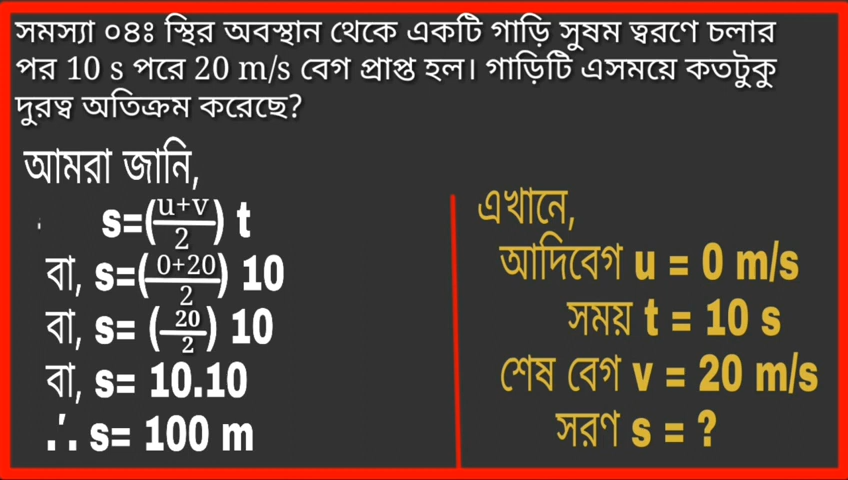 সমস্যা ০৪ঃ স্থির অবস্থান থেকে একটি গাড়ি সুষম ত্বরণে চলার
পর 10 s পরে 20 m/s বেগ প্রাপ্ত হল। গাড়িটি এসময়ে কতটুকু
দুরত্ব অতিক্রম করেছে?
আমরা জানি,
s=(u+v/2) t
বা, s=(0+20/2) 10
বা, s= (20/2) 10
বা, s= 10.10
∴ s= 100 m
এখানে,
আদিবেগ u = 0 m/s
সময় t = 10 s
শেষ বেগ v = 20 m/s
সরণ s = ?